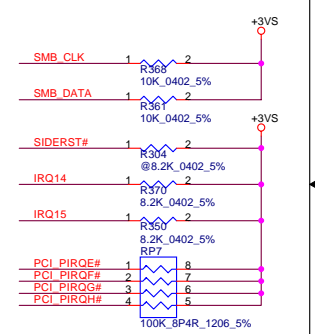 +3VS
SMB_CLK 1 2
R368
10K_0402_5%
SMB_DATA 1 2
R361
10K_0402_5%
+3VS
SIDERST# 1 2
R304
@8.2K_0402_5%
IRQ14 1 2
R370
8.2K_0402_5%
IRQ15 1 2
R350
8.2K_0402_5%
RP7
PCI_PIRQE# 1 8
PCI_PIRQF# 2 7
PCI_PIRQG# 3 6
PCI_PIRQH# 4 5
100K_8P4R_1206_5%